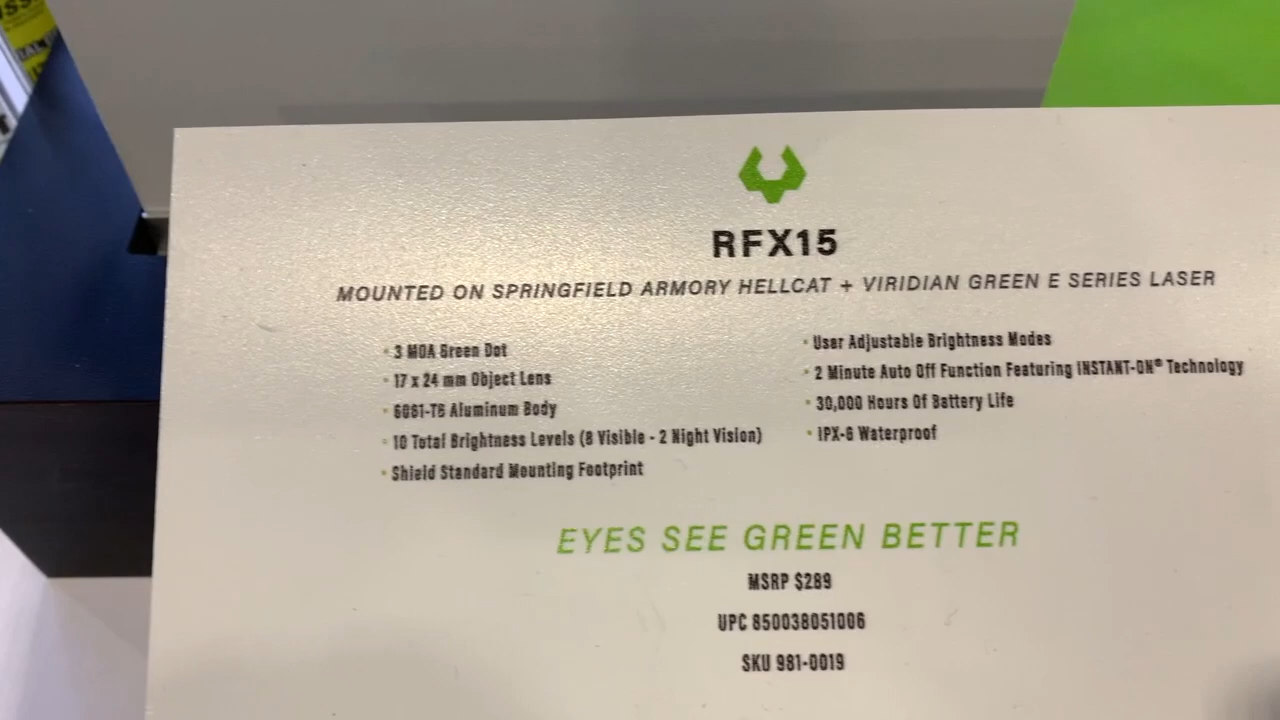 RFX15
MOUNTED ON SPRINGFIELD ARMORY HELLCAT + VIRIDIAN GREEN E SERIES LASER
• 3 MOA Green Dot
• 17 x 24 mm Object Lens
• 6061-T6 Aluminum Body
• 10 Total Brightness Levels (8 Visible - 2 Night Vision)
• Shield Standard Mounting Footprint
• User Adjustable Brightness Modes
• 2 Minute Auto Off Function Featuring INSTANT-ON® Technology
• 30,000 Hours Of Battery Life
• IPX-6 Waterproof
EYES SEE GREEN BETTER
MSRP $289
UPC 850038051006
SKU 981-0019